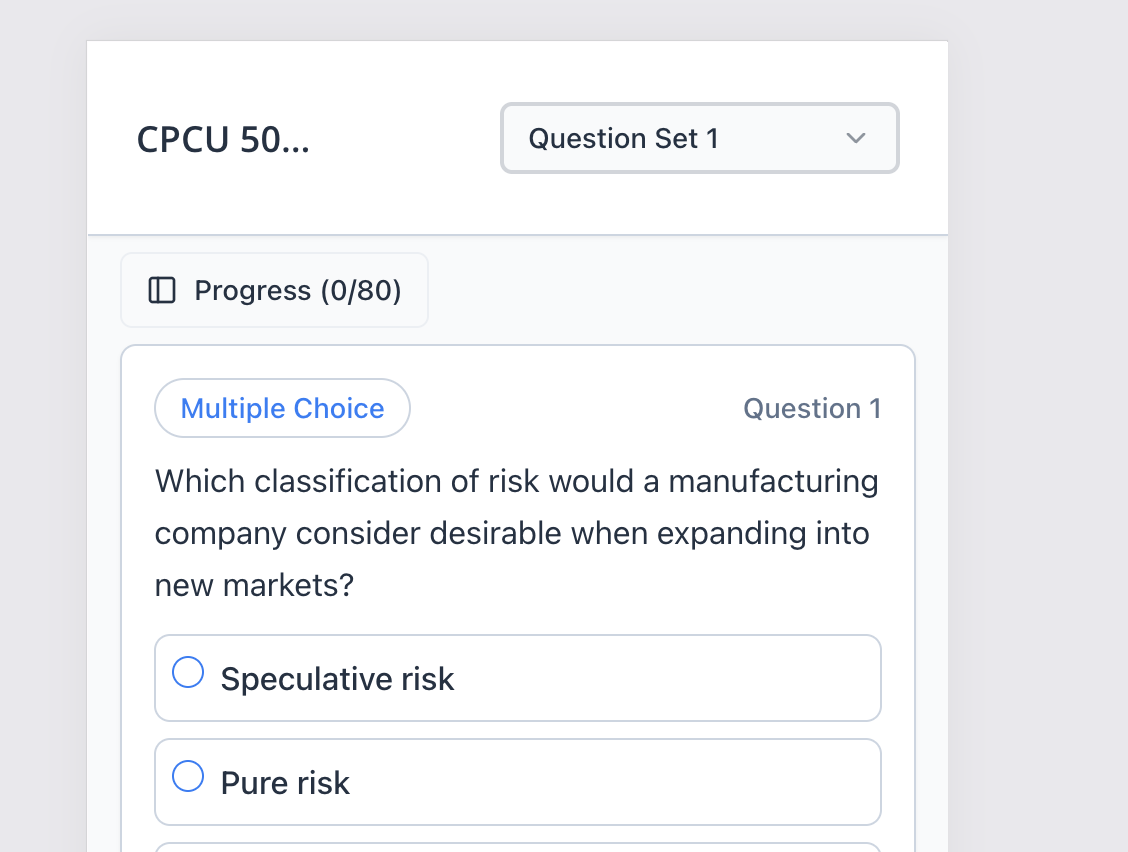 CPCU 50...
Question Set 1
Progress (0/80)
Multiple Choice
Question 1
Which classification of risk would a manufacturing
company consider desirable when expanding into
new markets?
Speculative risk
Pure risk